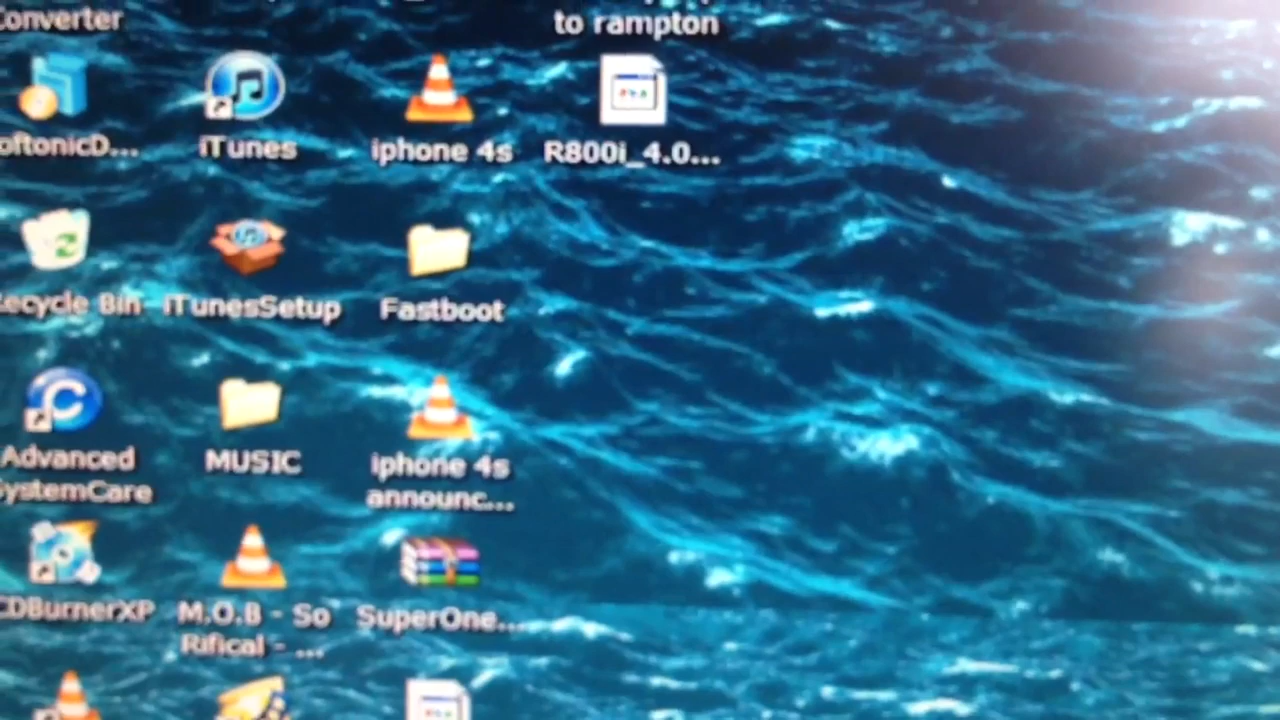 Converter
to rampton
oftonicD...
iTunes
iphone 4s
R800i_4.0...
Recycle Bin
iTunesSetup
Fastboot
Advanced
SystemCare
MUSIC
iphone 4s
announc...
CDBurnerXP
M.O.B - So
Rifical - ...
SuperOne...